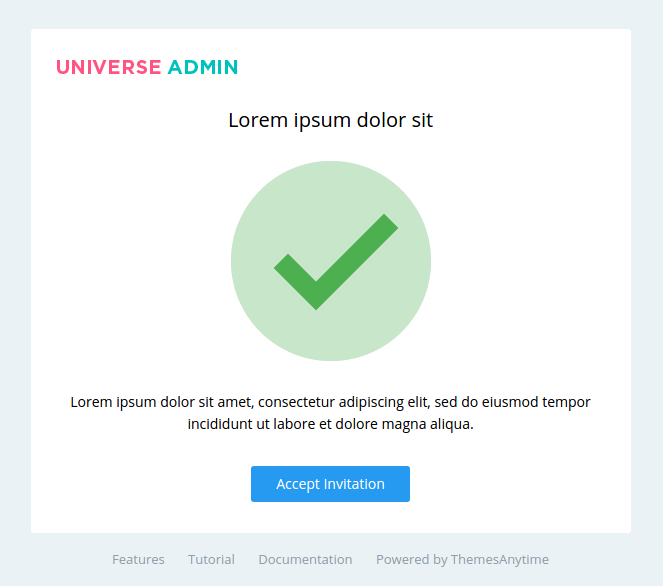 UNIVERSE ADMIN
Lorem ipsum dolor sit
Lorem ipsum dolor sit amet, consectetur adipiscing elit, sed do eiusmod tempor
incididunt ut labore et dolore magna aliqua.
Accept Invitation
Features Tutorial Documentation Powered by ThemesAnytime